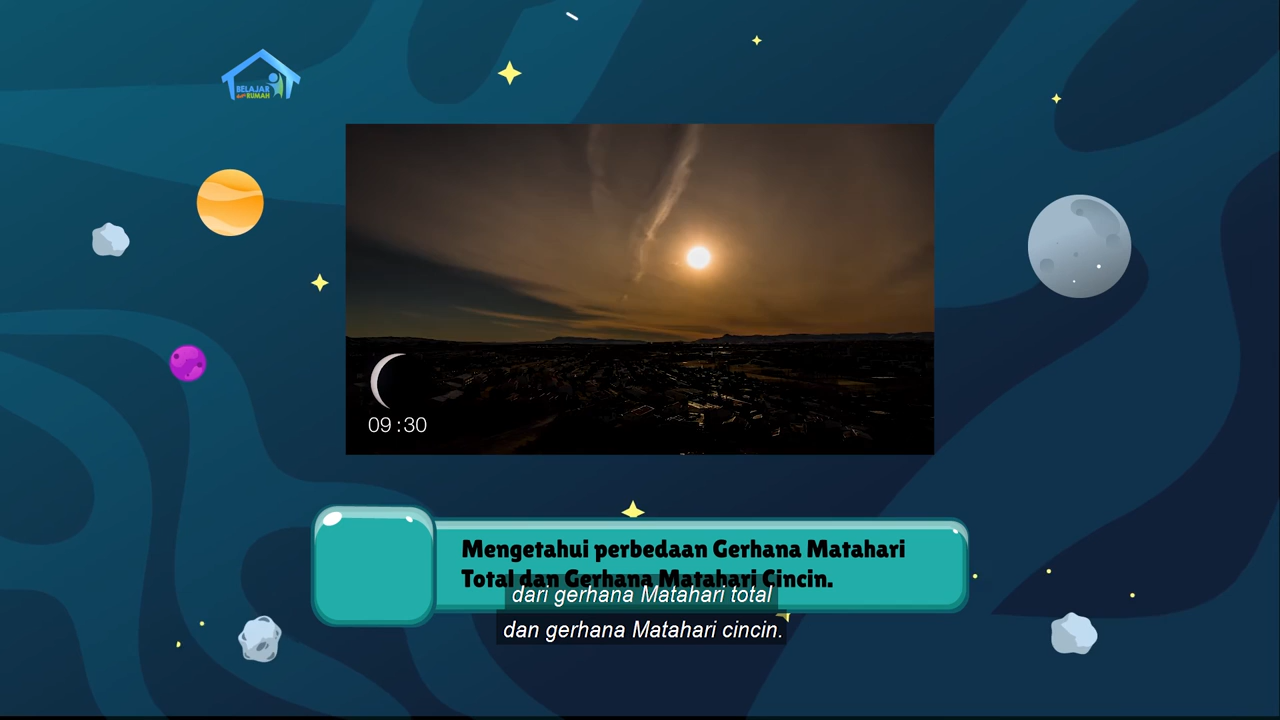 BELAJAR
dari RUMAH
09:30
Mengetahui perbedaan Gerhana Matahari
Total dan Gerhana Matahari Cincin.
dari gerhana Matahari total
dan gerhana Matahari cincin.